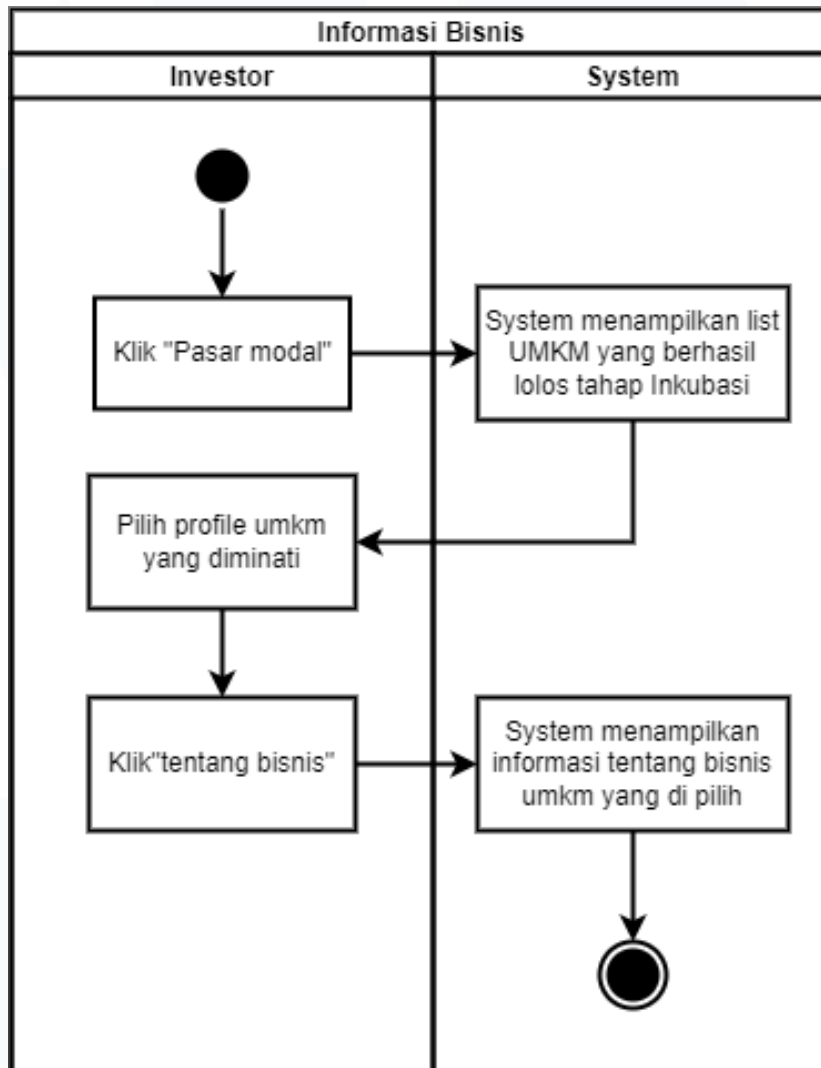 Informasi Bisnis
Investor
System
Klik "Pasar modal"
System menampilkan list
UMKM yang berhasil
lolos tahap Inkubasi
Pilih profile umkm
yang diminati
Klik"tentang bisnis"
System menampilkan
informasi tentang bisnis
umkm yang di pilih